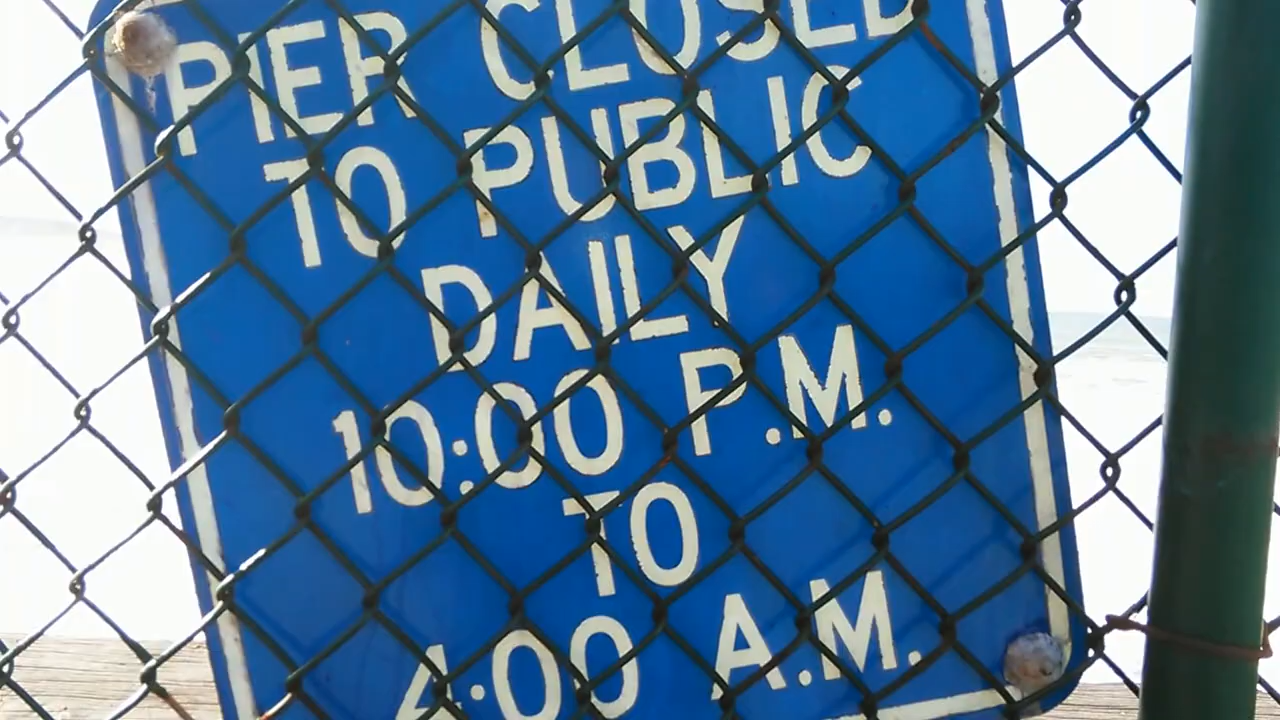 PIER CLOSED
TO PUBLIC
DAILY
10:00 P.M.
TO
4:00 A.M.